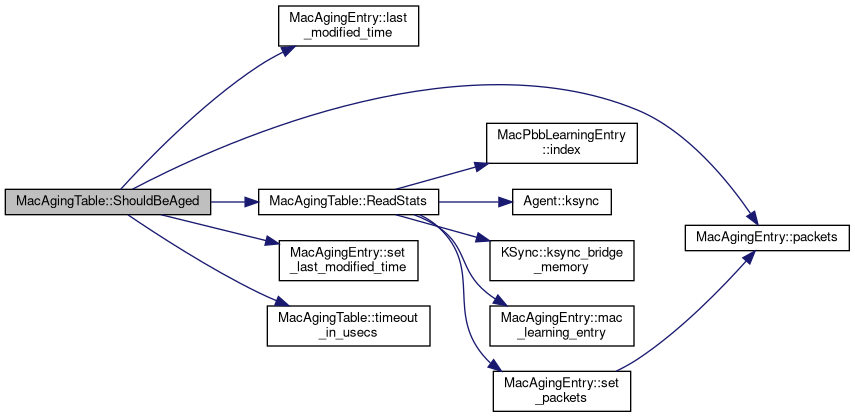 MacAgingEntry::last
_modified_time
MacPbbLearningEntry
::index
MacAgingTable::ShouldBeAged
MacAgingTable::ReadStats
Agent::ksync
MacAgingEntry::packets
MacAgingEntry::set
_last_modified_time
KSync::ksync_bridge
_memory
MacAgingTable::timeout
_in_usecs
MacAgingEntry::mac
_learning_entry
MacAgingEntry::set
_packets